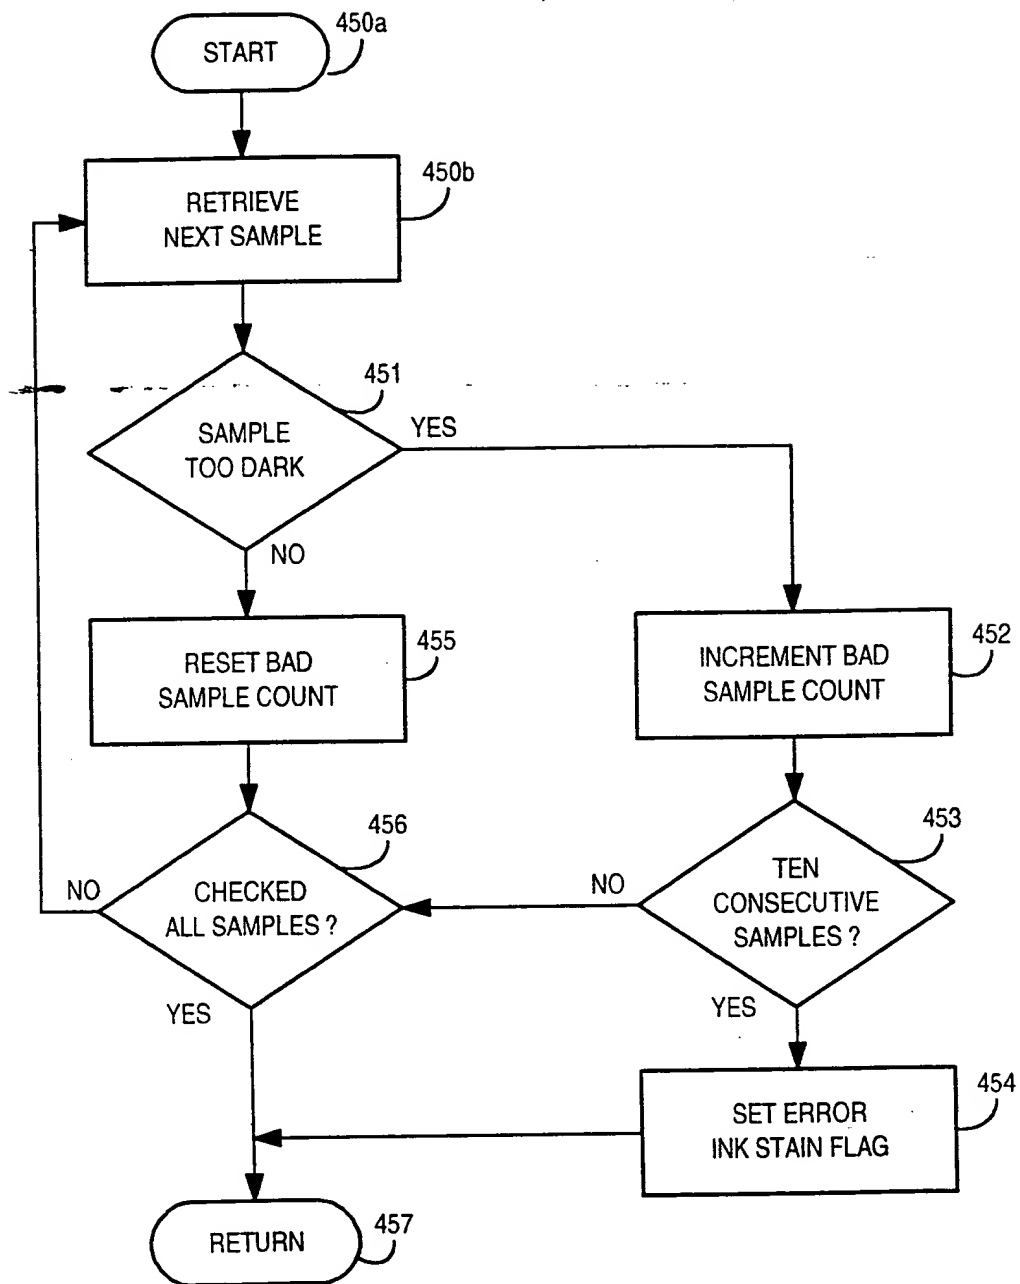 START
450a
RETRIEVE
NEXT SAMPLE
450b
SAMPLE
TOO DARK
451
YES
NO
RESET BAD
SAMPLE COUNT
455
INCREMENT BAD
SAMPLE COUNT
452
CHECKED
ALL SAMPLES ?
456
NO
YES
TEN
CONSECUTIVE
SAMPLES ?
453
NO
YES
SET ERROR
INK STAIN FLAG
454
RETURN
457